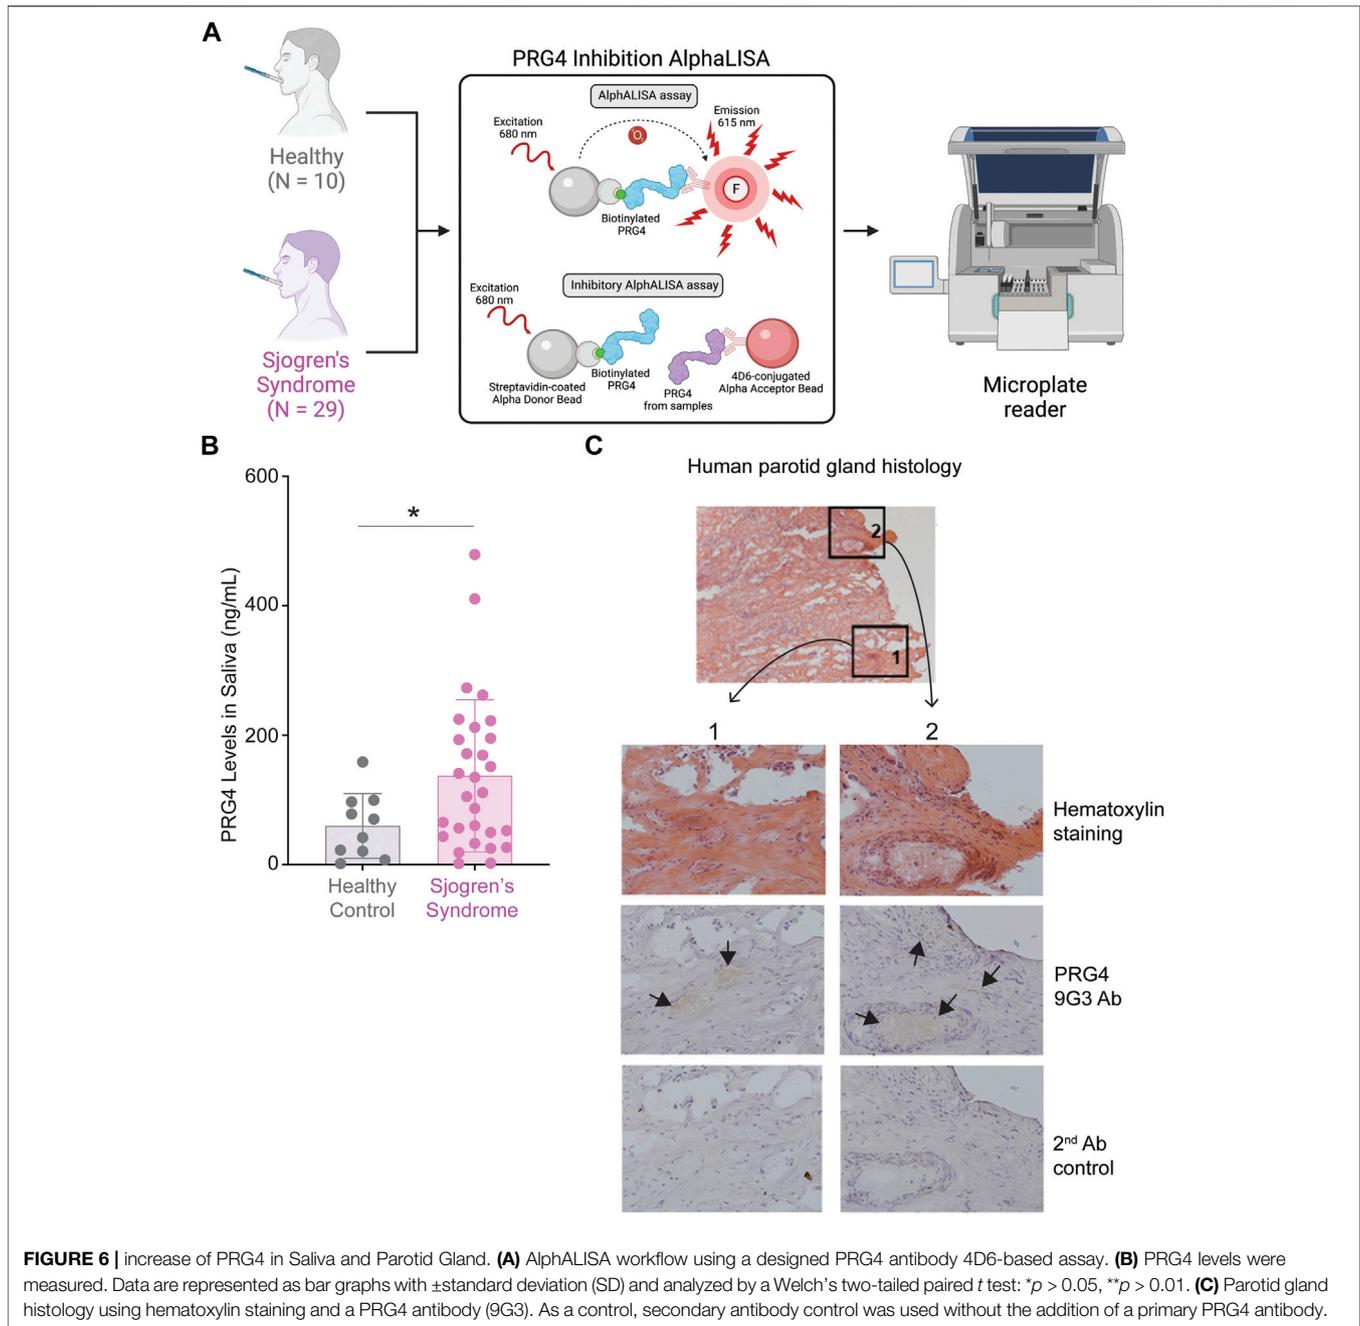 A
Healthy
(N = 10)
Sjogren's
Syndrome
(N = 29)
PRG4 Inhibition AlphaLISA
AlphALISA assay
Excitation
680 nm
O₂
Emission
615 nm
F
Biotinylated
PRG4
Inhibitory AlphALISA assay
Excitation
680 nm
Streptavidin-coated
Alpha Donor Bead
Biotinylated
PRG4
PRG4
from samples
4D6-conjugated
Alpha Acceptor Bead
Microplate
reader
B
PRG4 Levels in Saliva (ng/mL)
600
400
200
0
*
Healthy
Control
Sjogren's
Syndrome
C
Human parotid gland histology
2
1
1
2
Hematoxylin
staining
PRG4
9G3 Ab
2nd Ab
control
FIGURE 6 | increase of PRG4 in Saliva and Parotid Gland. (A) AlphALISA workflow using a designed PRG4 antibody 4D6-based assay. (B) PRG4 levels were
measured. Data are represented as bar graphs with ±standard deviation (SD) and analyzed by a Welch's two-tailed paired t test: *p > 0.05, **p > 0.01. (C) Parotid gland
histology using hematoxylin staining and a PRG4 antibody (9G3). As a control, secondary antibody control was used without the addition of a primary PRG4 antibody.